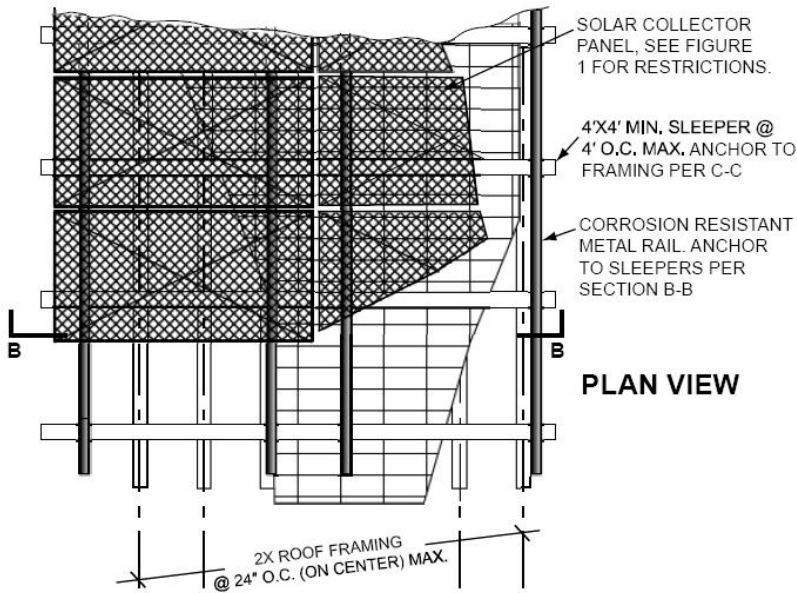 SOLAR COLLECTOR
PANEL, SEE FIGURE
1 FOR RESTRICTIONS.
4'X4' MIN. SLEEPER @
4' O.C. MAX. ANCHOR TO
FRAMING PER C-C
CORROSION RESISTANT
METAL RAIL. ANCHOR
TO SLEEPERS PER
SECTION B-B
B
B
PLAN VIEW
2X ROOF FRAMING
@ 24" O.C. (ON CENTER) MAX.